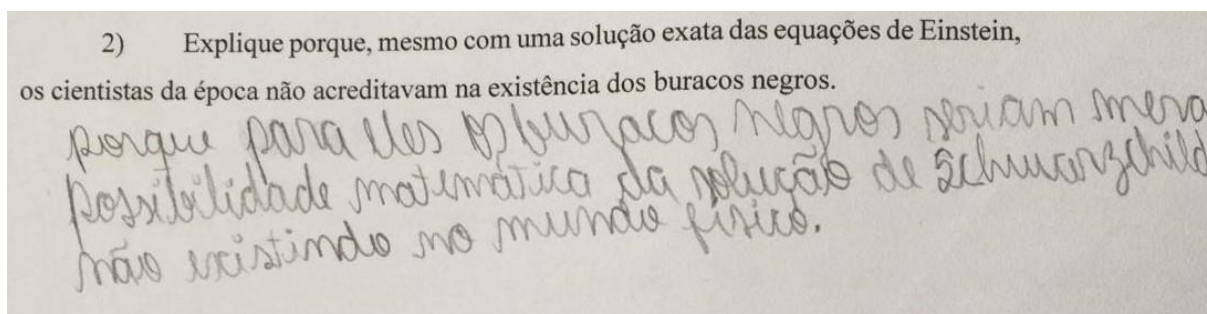 2) Explique porque, mesmo com uma solução exata das equações de Einstein,
os cientistas da época não acreditavam na existência dos buracos negros.
porque para eles os buracos negros seriam mera
possibilidade matemática da solução de Schwarzschild
não existindo no mundo físico.